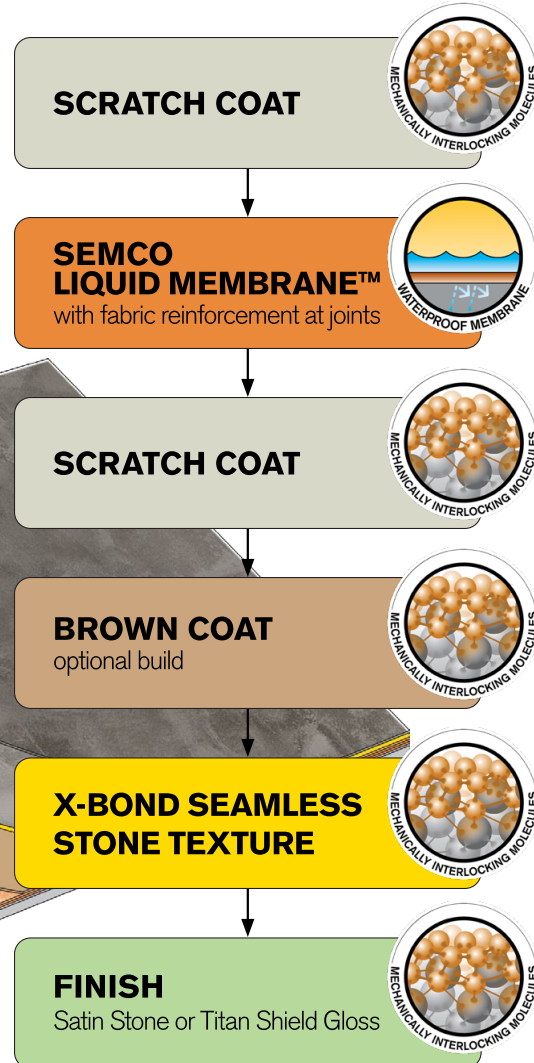 SCRATCH COAT
MECHANICALLY INTERLOCKING MOLECULES
SEMCO
LIQUID MEMBRANE™
with fabric reinforcement at joints
WATERPROOF MEMBRANE
SCRATCH COAT
MECHANICALLY INTERLOCKING MOLECULES
BROWN COAT
optional build
MECHANICALLY INTERLOCKING MOLECULES
X-BOND SEAMLESS
STONE TEXTURE
MECHANICALLY INTERLOCKING MOLECULES
FINISH
Satin Stone or Titan Shield Gloss
MECHANICALLY INTERLOCKING MOLECULES